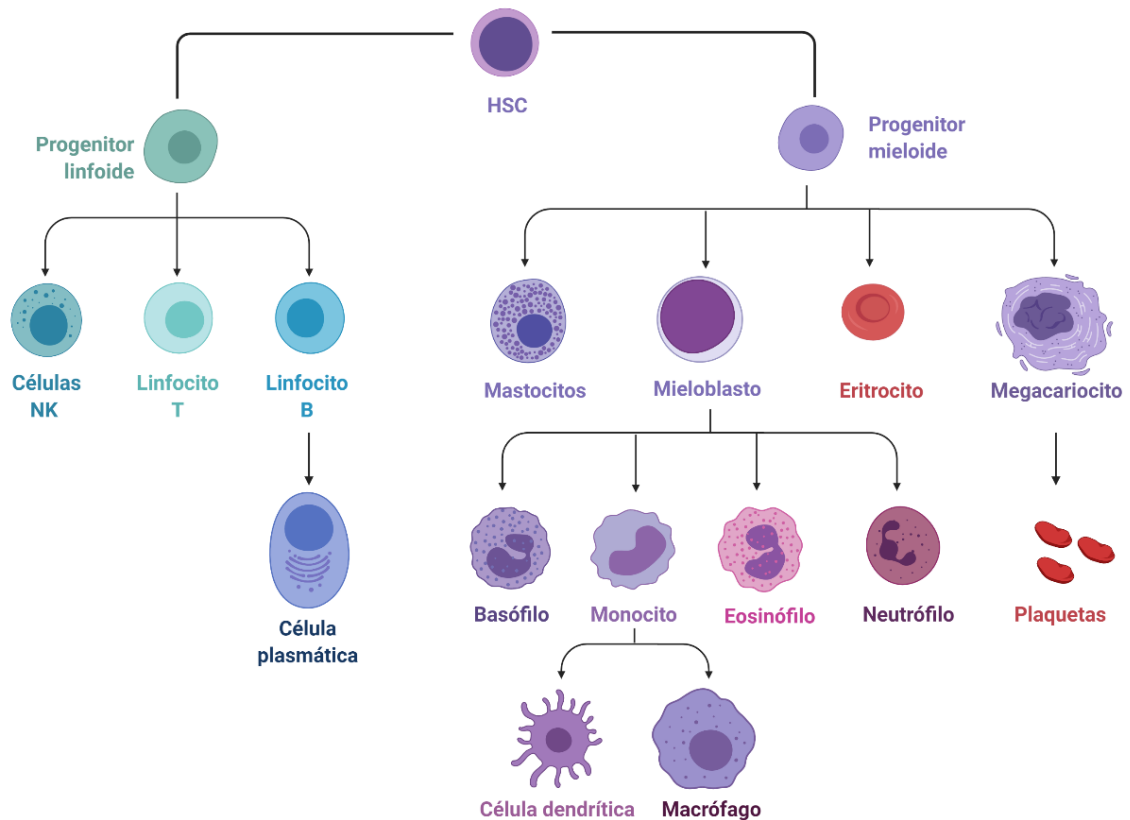 HSC
Progenitor
linfoide
Progenitor
mieloide
Células
NK
Linfocito
T
Linfocito
B
Mastocitos
Mieloblasto
Eritrocito
Megacariocito
Célula
plasmática
Basófilo
Monocito
Eosinófilo
Neutrófilo
Plaquetas
Célula dendrítica
Macrófago